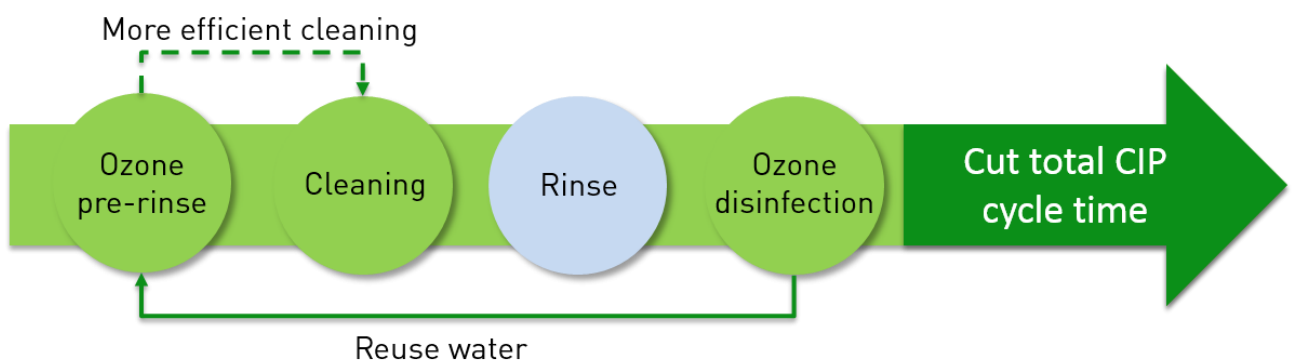 More efficient cleaning
Ozone
pre-rinse
Cleaning
Rinse
Ozone
disinfection
Cut total CIP
cycle time
Reuse water